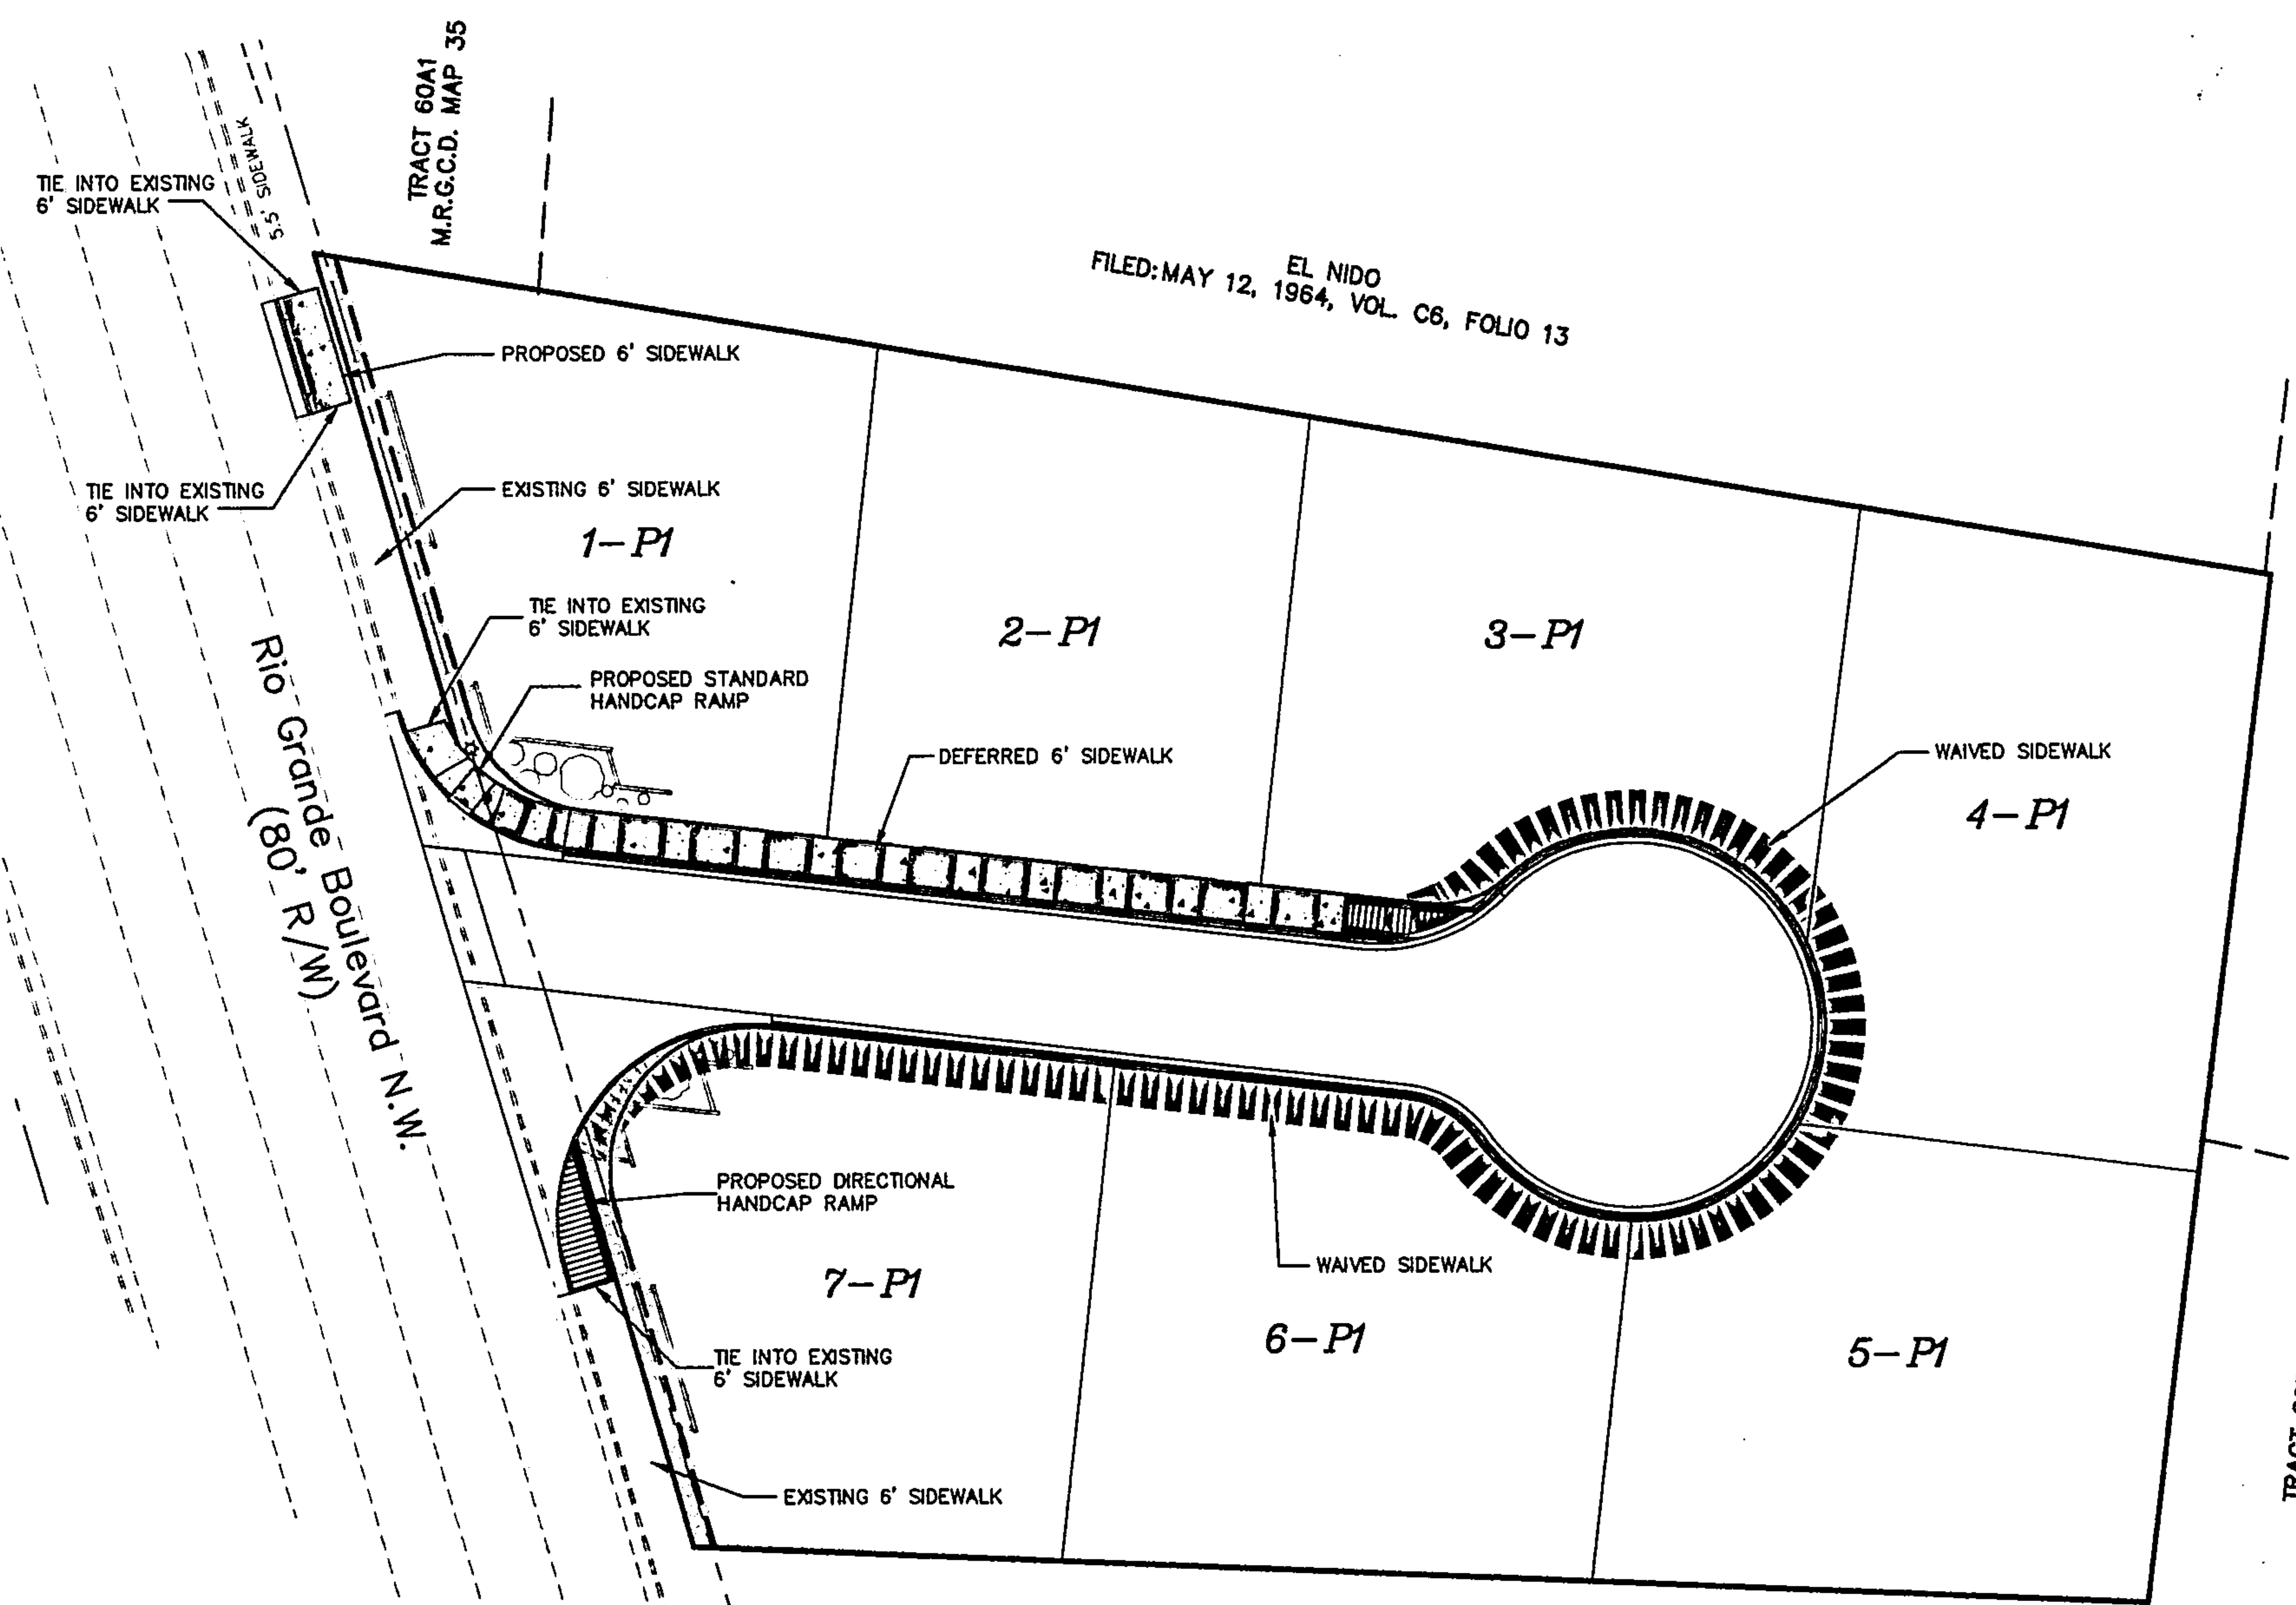 TRACT 60A1
M.R.G.C.D. MAP 35
5.5' SIDEWALK
TIE INTO EXISTING
6' SIDEWALK
EL NIDO
FILED: MAY 12, 1964, VOL. C6, FOLIO 13
PROPOSED 6' SIDEWALK
TIE INTO EXISTING
6' SIDEWALK
EXISTING 6' SIDEWALK
1-P1
TIE INTO EXISTING
6' SIDEWALK
2-P1
3-P1
PROPOSED STANDARD
HANDCAP RAMP
DEFERRED 6' SIDEWALK
WAIVED SIDEWALK
4-P1
Rio Grande Boulevard N.W.
(80' R/W)
PROPOSED DIRECTIONAL
HANDCAP RAMP
7-P1
WAIVED SIDEWALK
6-P1
5-P1
TIE INTO EXISTING
6' SIDEWALK
EXISTING 6' SIDEWALK
TRACT